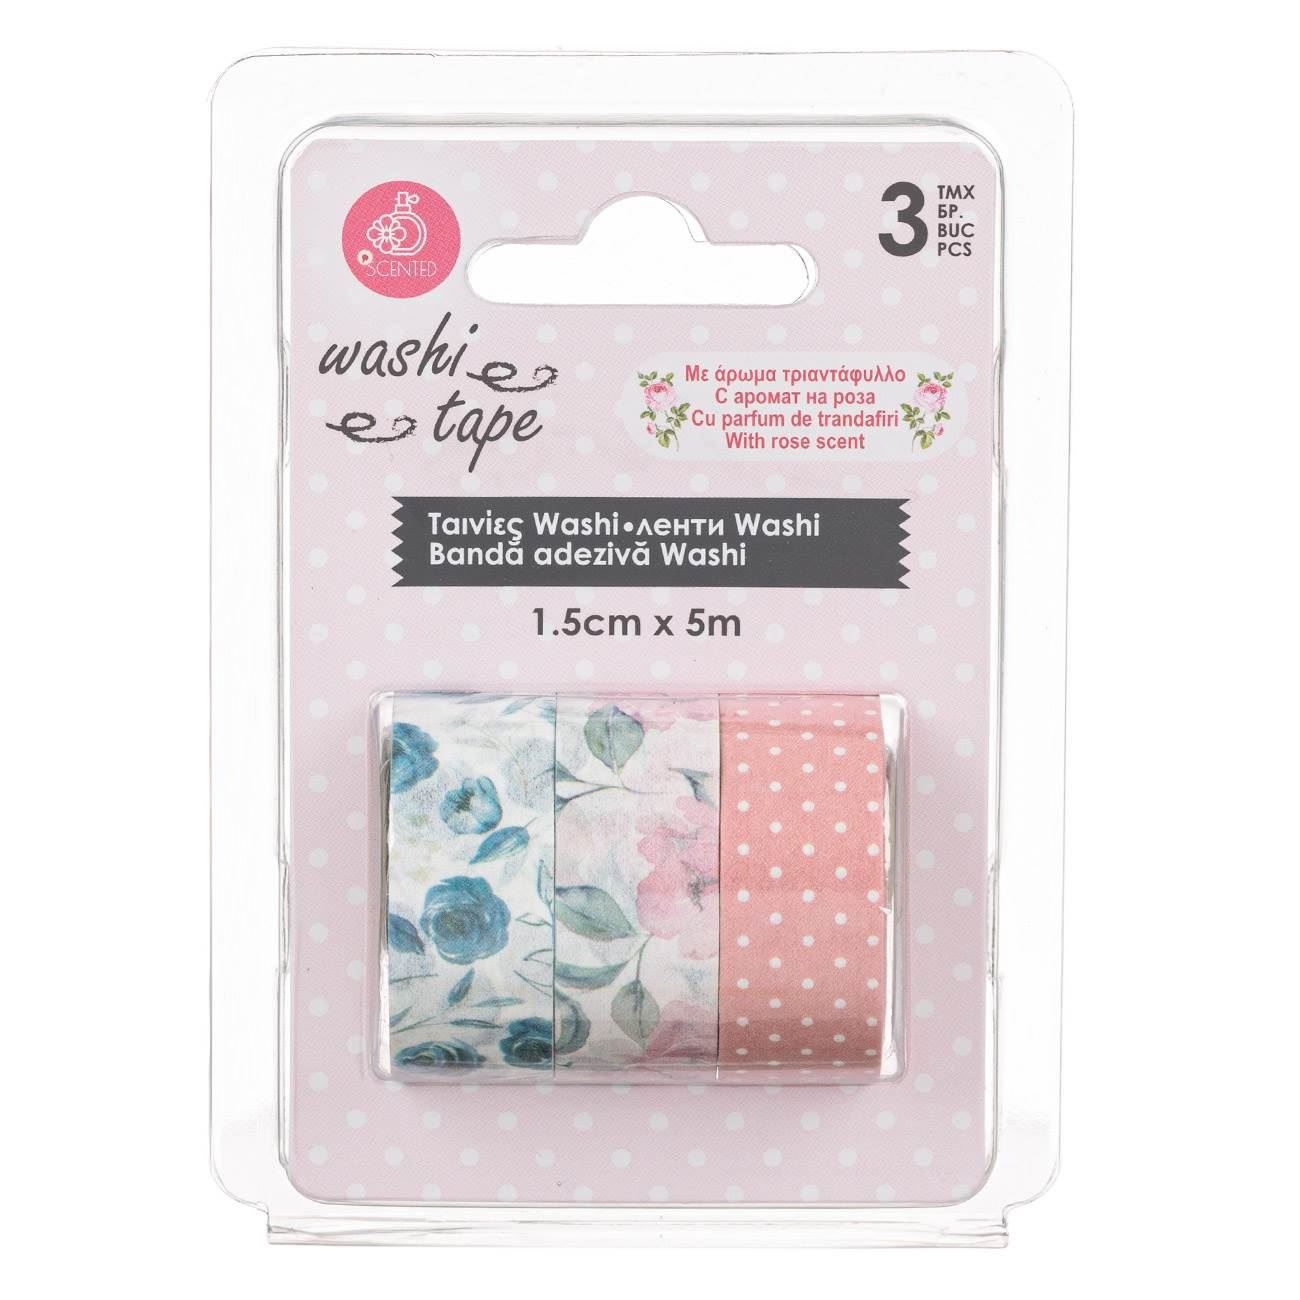 SCENTED
3 ΤΜΧ
БР.
BUC
PCS
washi
tape
Με άρωμα τριαντάφυλλο
С аромат на роза
Cu parfum de trandafiri
With rose scent
Ταινίες Washi•ленти Washi
Bandă adezivă Washi
1.5cm x 5m